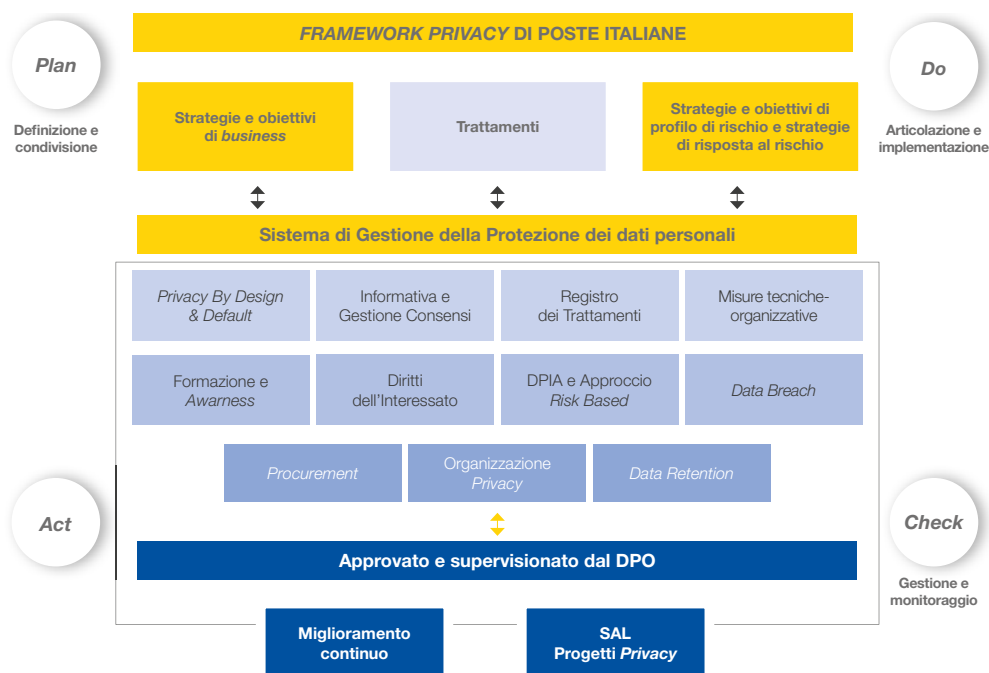 FRAMEWORK PRIVACY DI POSTE ITALIANE
Plan
Definizione e
condivisione
Do
Articolazione e
implementazione
Strategie e obiettivi
di business
Trattamenti
Strategie e obiettivi di
profilo di rischio e strategie
di risposta al rischio
Sistema di Gestione della Protezione dei dati personali
Privacy By Design
& Default
Informativa e
Gestione Consensi
Registro
dei Trattamenti
Misure tecniche-
organizzative
Formazione e
Awarness
Diritti
dell'Interessato
DPIA e Approccio
Risk Based
Data Breach
Procurement
Organizzazione
Privacy
Data Retention
Act
Check
Gestione e
monitoraggio
Approvato e supervisionato dal DPO
Miglioramento
continuo
SAL
Progetti Privacy